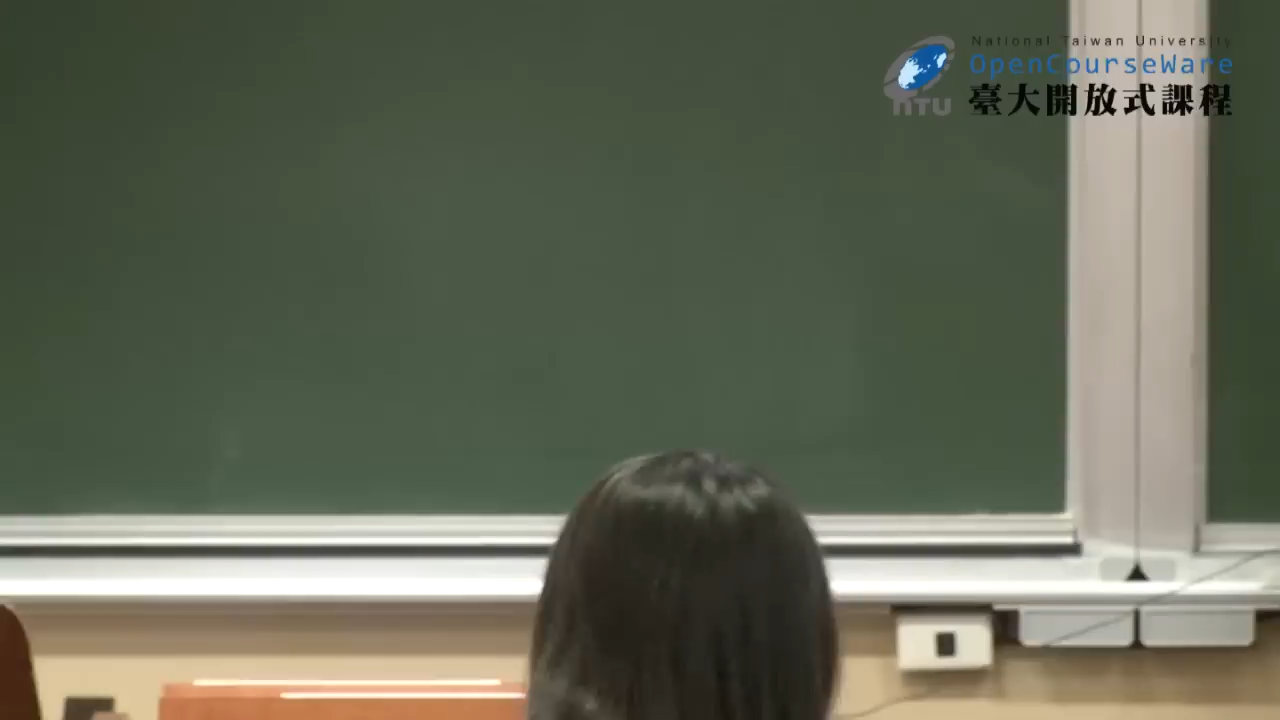 National Taiwan University
OpenCourseWare
臺大開放式課程
NTU